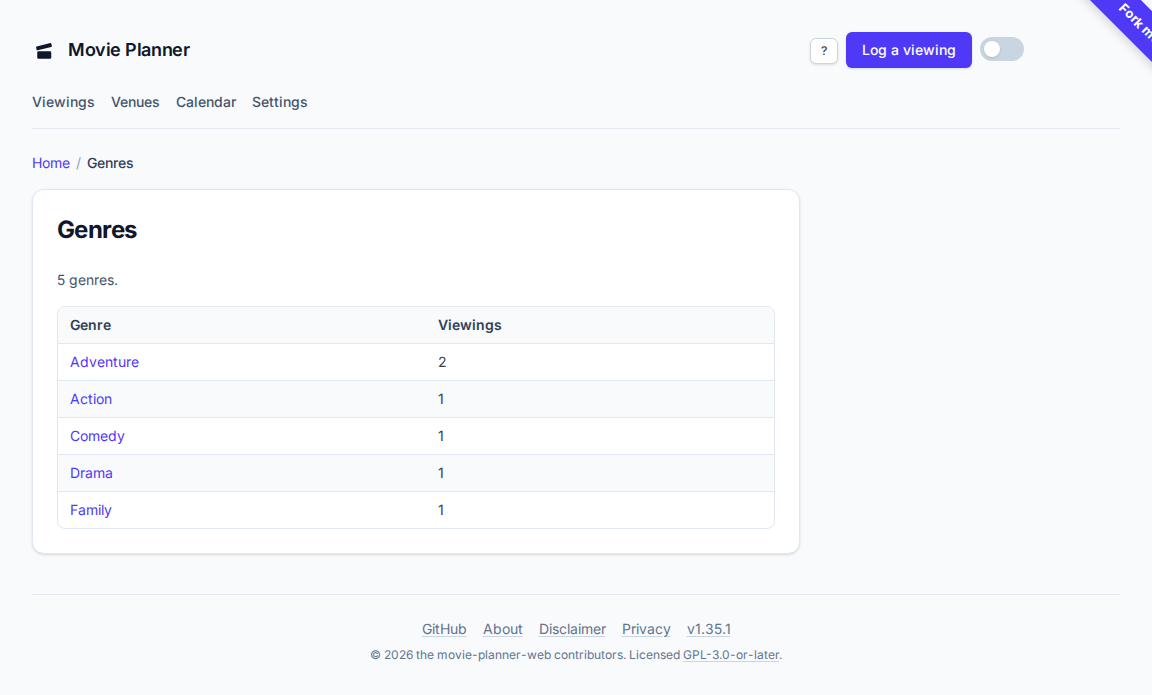 Movie Planner
?
Log a viewing
Fork m
Viewings Venues Calendar Settings
Home / Genres
Genres
5 genres.
Genre Viewings
Adventure 2
Action 1
Comedy 1
Drama 1
Family 1
GitHub About Disclaimer Privacy v1.35.1
© 2026 the movie-planner-web contributors. Licensed GPL-3.0-or-later.